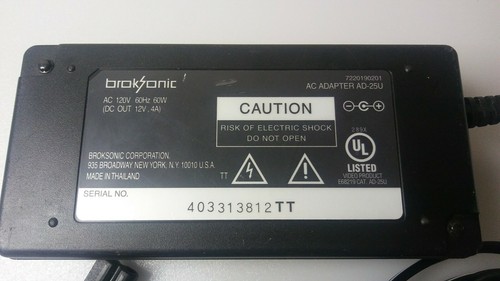 broksonic
7220190201
AC ADAPTER AD-25U
AC 120V 60Hz 60W
(DC OUT 12V, 4A)
CAUTION
RISK OF ELECTRIC SHOCK
DO NOT OPEN
BROKSONIC CORPORATION
935 BROADWAY NEW YORK. N.Y. 10010 U.S.A.
MADE IN THAILAND
TT
UL
LISTED
VIDEO PRODUCT
SERIAL NO.
403313812TT